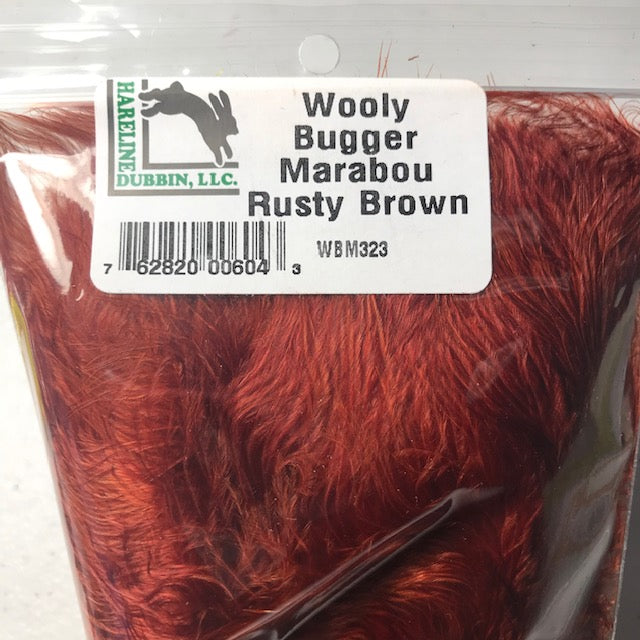 HARELINE
DUBBIN, LLC.
Wooly
Bugger
Marabou
Rusty Brown
7 62820 00604 3
WBM323